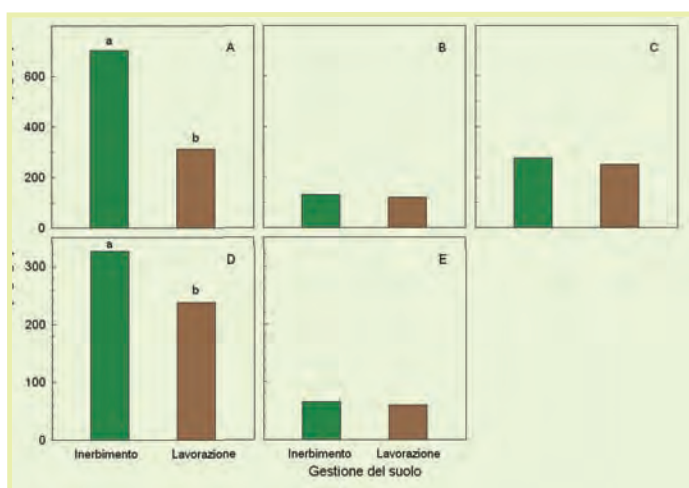 a
A
B
C
600
b
400
200
0
a
D
E
300
b
200
100
0
Inerbimento
Lavorazione
Inerbimento
Lavorazione
Gestione del suolo